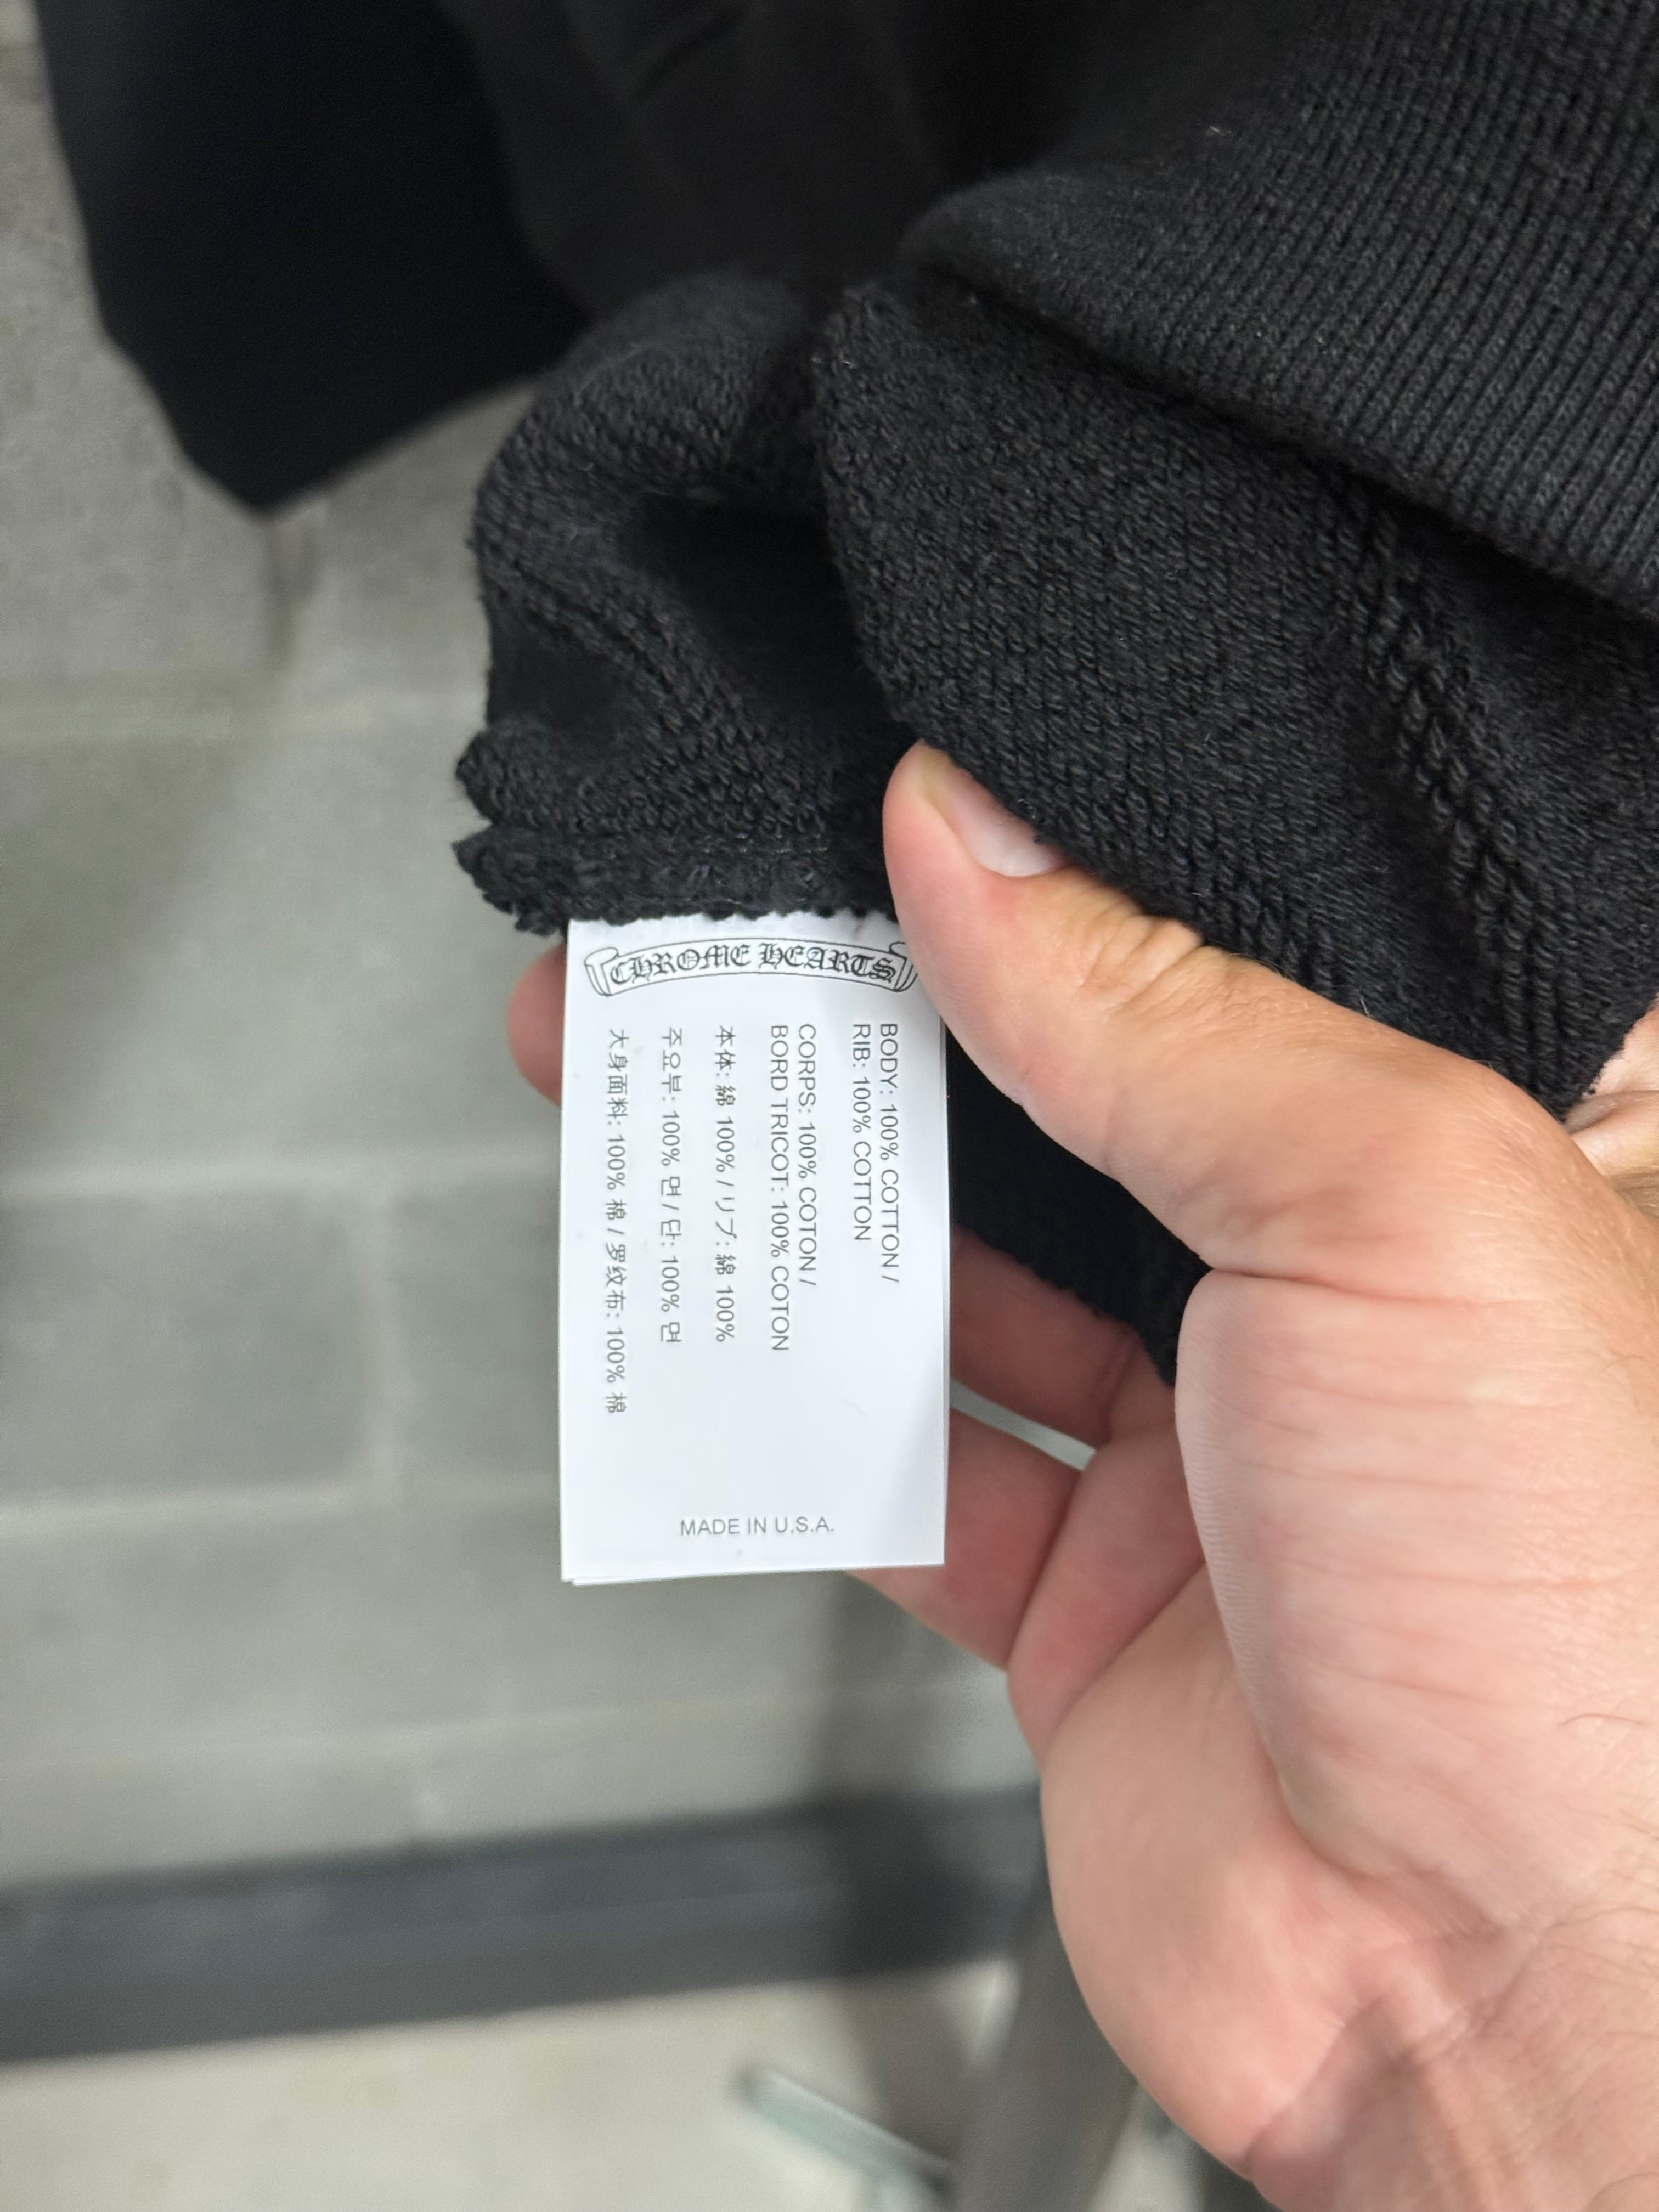 CHROME HEARTS
BODY: 100% COTTON /
RIB: 100% COTTON
CORPS: 100% COTON /
BORD TRICOT: 100% COTON
本体: 綿 100% / リブ: 綿 100%
주요부: 100% 면 / 단: 100% 면
大身面料: 100% 棉 / 罗纹布: 100% 棉
MADE IN U.S.A.